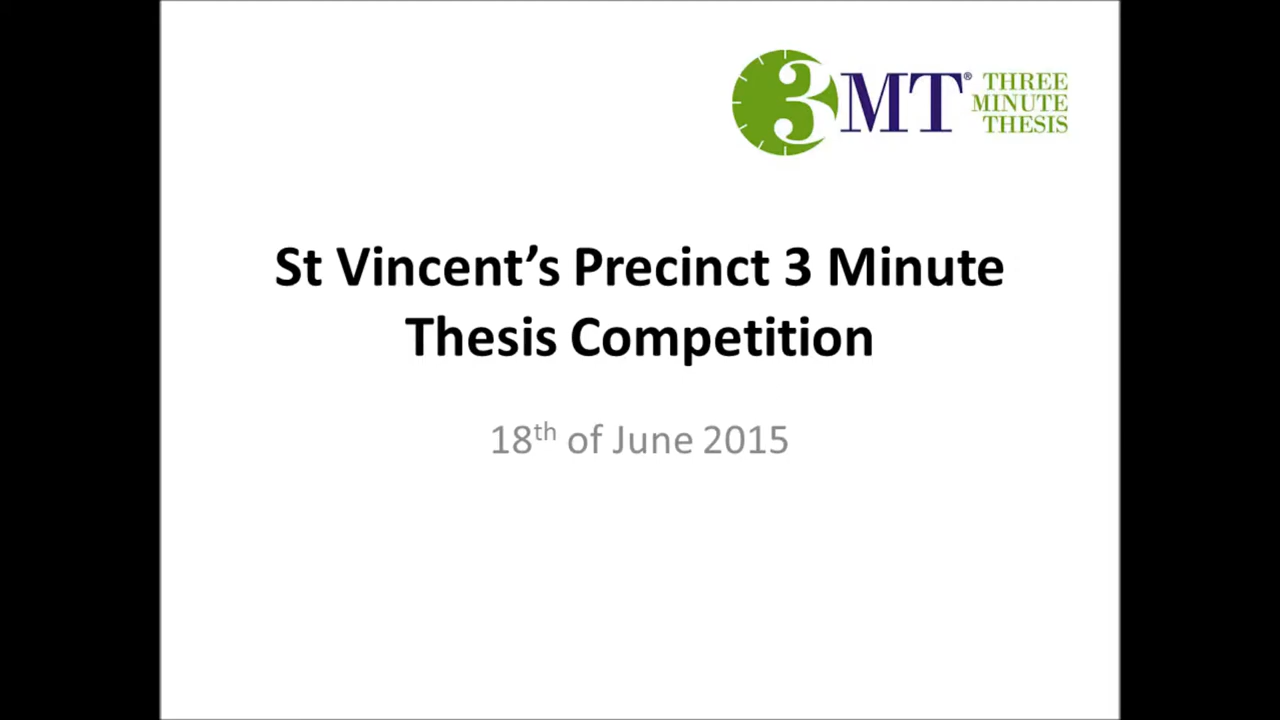 3MT® THREE
MINUTE
THESIS
St Vincent’s Precinct 3 Minute
Thesis Competition
18th of June 2015